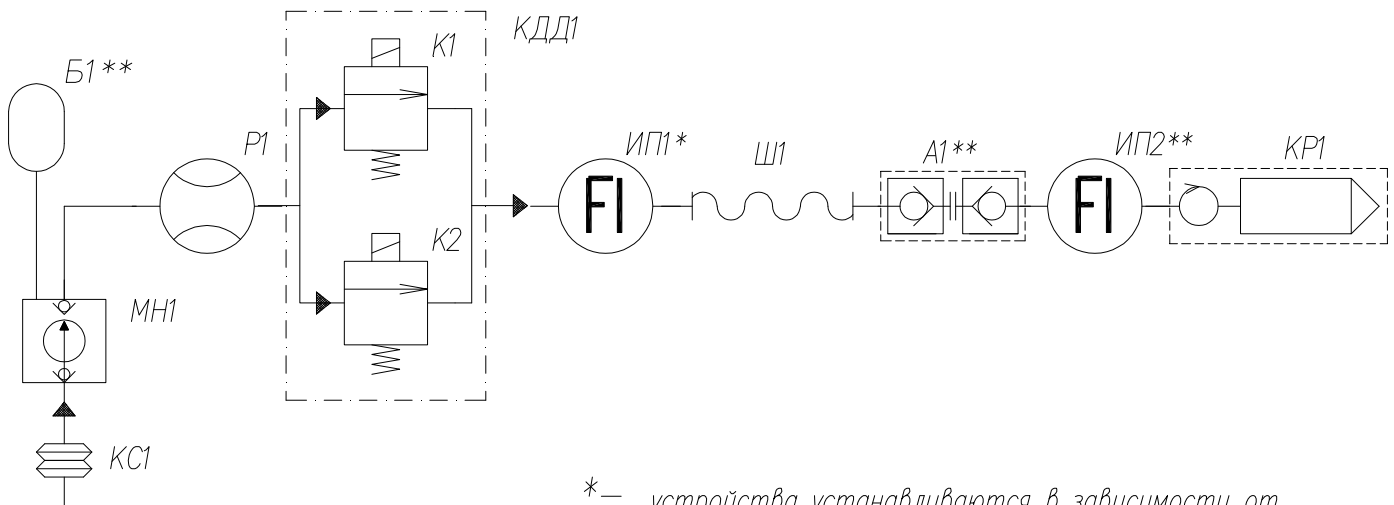 КДД1
К1
Б1**
Р1
ИП1*
Ш1
А1**
ИП2**
КР1
FI
FI
К2
МН1
КС1
*— устройства устанавливаются в зависимости от